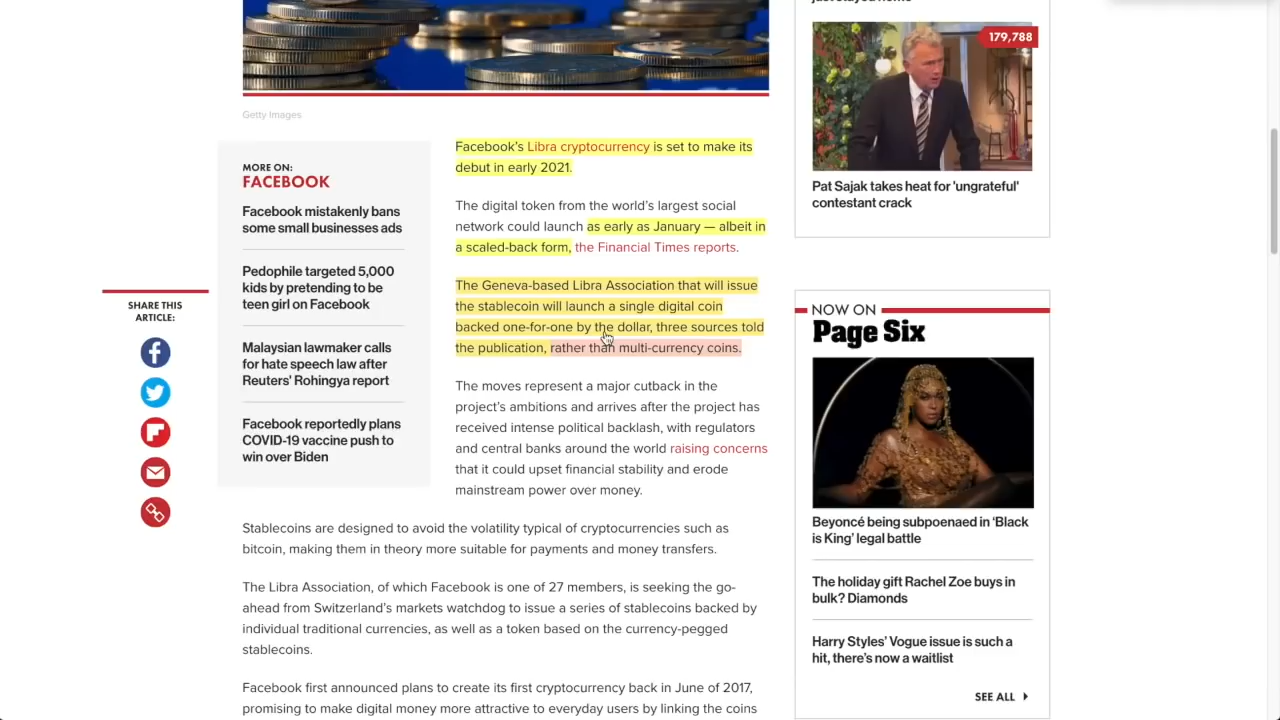 Getty Images
SHARE THIS
ARTICLE:
MORE ON:
FACEBOOK
Facebook mistakenly bans
some small businesses ads
Pedophile targeted 5,000
kids by pretending to be
teen girl on Facebook
Malaysian lawmaker calls
for hate speech law after
Reuters' Rohingya report
Facebook reportedly plans
COVID-19 vaccine push to
win over Biden
Facebook’s Libra cryptocurrency is set to make its
debut in early 2021.
The digital token from the world’s largest social
network could launch as early as January — albeit in
a scaled-back form, the Financial Times reports.
The Geneva-based Libra Association that will issue
the stablecoin will launch a single digital coin
backed one-for-one by the dollar, three sources told
the publication, rather than multi-currency coins.
The moves represent a major cutback in the
project’s ambitions and arrives after the project has
received intense political backlash, with regulators
and central banks around the world raising concerns
that it could upset financial stability and erode
mainstream power over money.
Stablecoins are designed to avoid the volatility typical of cryptocurrencies such as
bitcoin, making them in theory more suitable for payments and money transfers.
The Libra Association, of which Facebook is one of 27 members, is seeking the go-
ahead from Switzerland’s markets watchdog to issue a series of stablecoins backed by
individual traditional currencies, as well as a token based on the currency-pegged
stablecoins.
Facebook first announced plans to create its first cryptocurrency back in June of 2017,
promising to make digital money more attractive to everyday users by linking the coins
179,788
Pat Sajak takes heat for 'ungrateful'
contestant crack
NOW ON
Page Six
Beyoncé being subpoenaed in ‘Black
is King’ legal battle
The holiday gift Rachel Zoe buys in
bulk? Diamonds
Harry Styles’ Vogue issue is such a
hit, there’s now a waitlist
SEE ALL